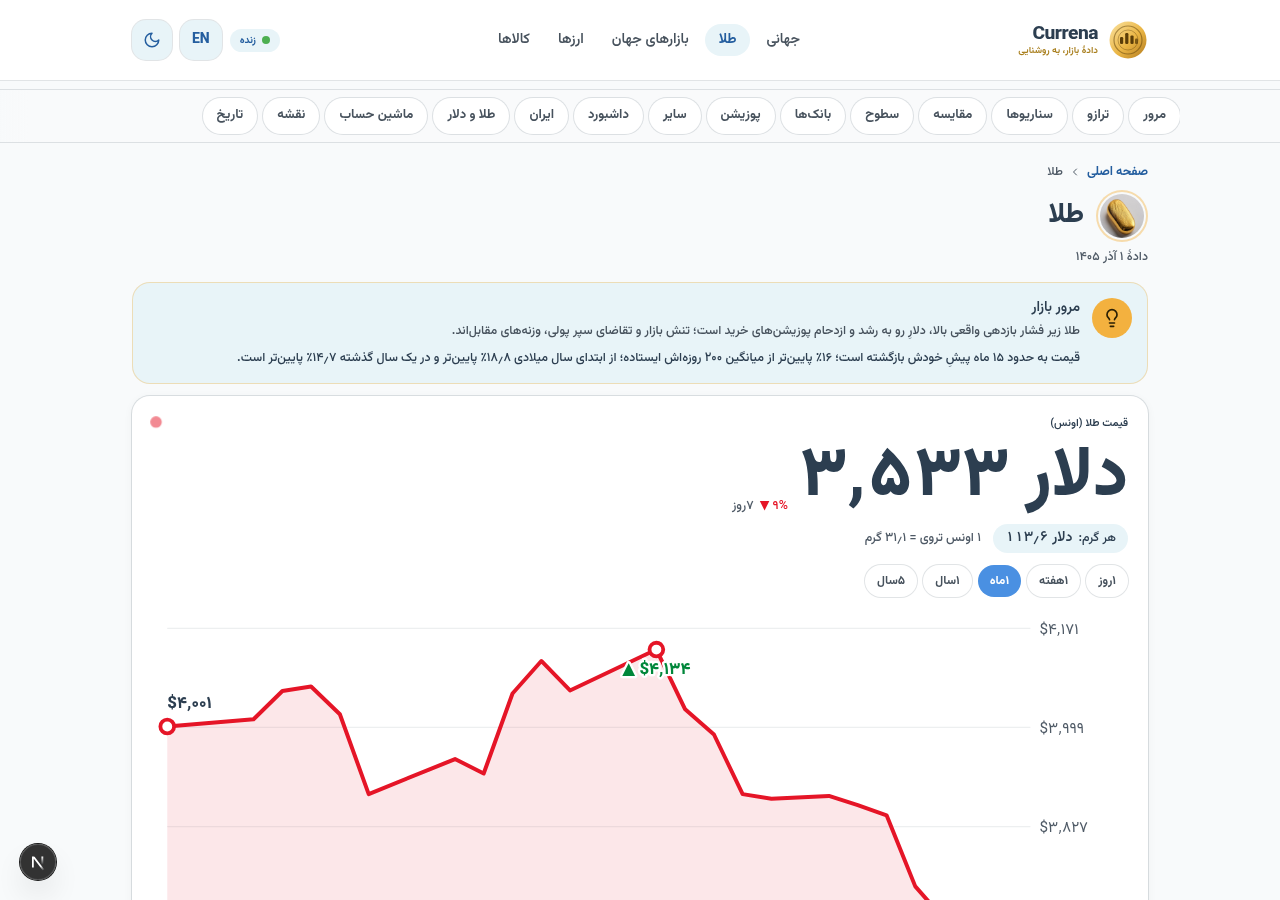 Currena
دادهٔ بازار، به روشنایی
جهانی
طلا
بازارهای جهان
ارزها
کالاها
زنده
EN
مرور
ترازو
سناریوها
مقایسه
سطوح
بانک‌ها
پوزیشن
سایر
داشبورد
ایران
طلا و دلار
ماشین حساب
نقشه
تاریخ
صفحه اصلی › طلا
طلا
دادهٔ ۱ آذر ۱۴۰۵
مرور بازار
طلا زیر فشار بازدهی واقعی بالا، دلارِ رو به رشد و ازدحام پوزیشن‌های خرید است؛ تنش بازار و تقاضای سپر پولی، وزنه‌های مقابل‌اند.
قیمت به حدود ۱۵ ماه پیشِ خودش بازگشته است؛ ۱۶٪ پایین‌تر از میانگین ۲۰۰ روزه‌اش ایستاده؛ از ابتدای سال میلادی ۱۸٫۸٪ پایین‌تر و در یک سال گذشته ۱۴٫۷٪ پایین‌تر است.
قیمت طلا (اونس)
دلار ۳,۵۳۳
۹% ▼ ۷روز
هر گرم: دلار ۱۱۳٫۶
۱ اونس تروی = ۳۱٫۱ گرم
۱روز
۱هفته
۱ماه
۱سال
۵سال
$۴,۱۷۱
▲ $۴,۱۳۴
$۴,۰۰۱
$۳,۹۹۹
$۳,۸۲۷
N